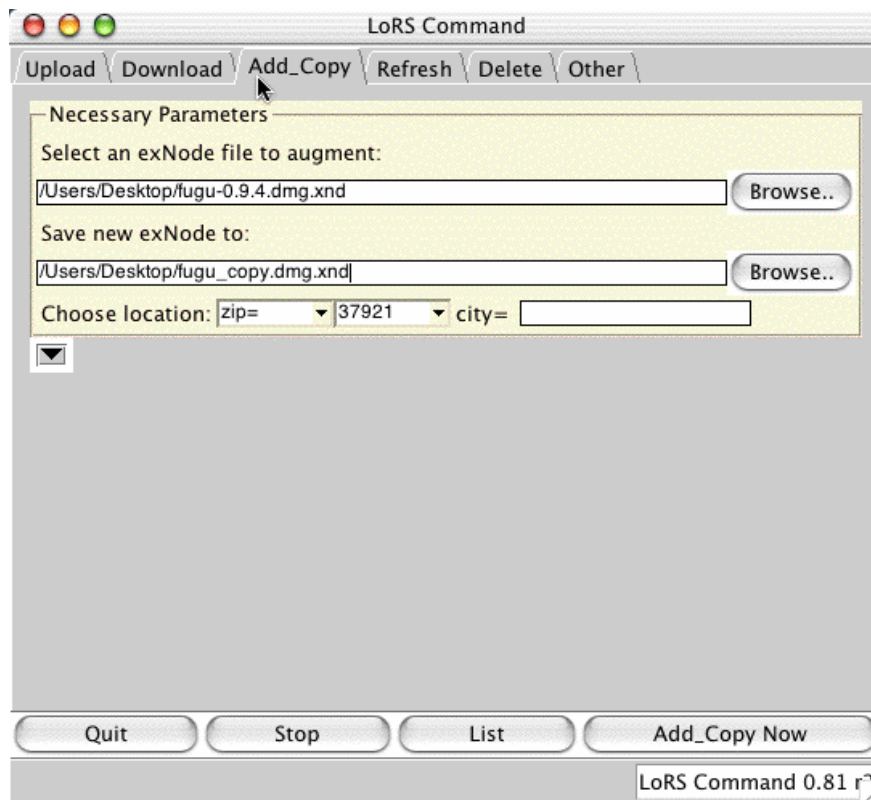 LoRS Command
Upload Download Add_Copy Refresh Delete Other
Necessary Parameters
Select an exNode file to augment:
/Users/Desktop/fugu-0.9.4.dmg.xnd Browse..
Save new exNode to:
/Users/Desktop/fugu_copy.dmg.xnd Browse..
Choose location: zip= 37921 city=
Quit Stop List Add_Copy Now
LoRS Command 0.81